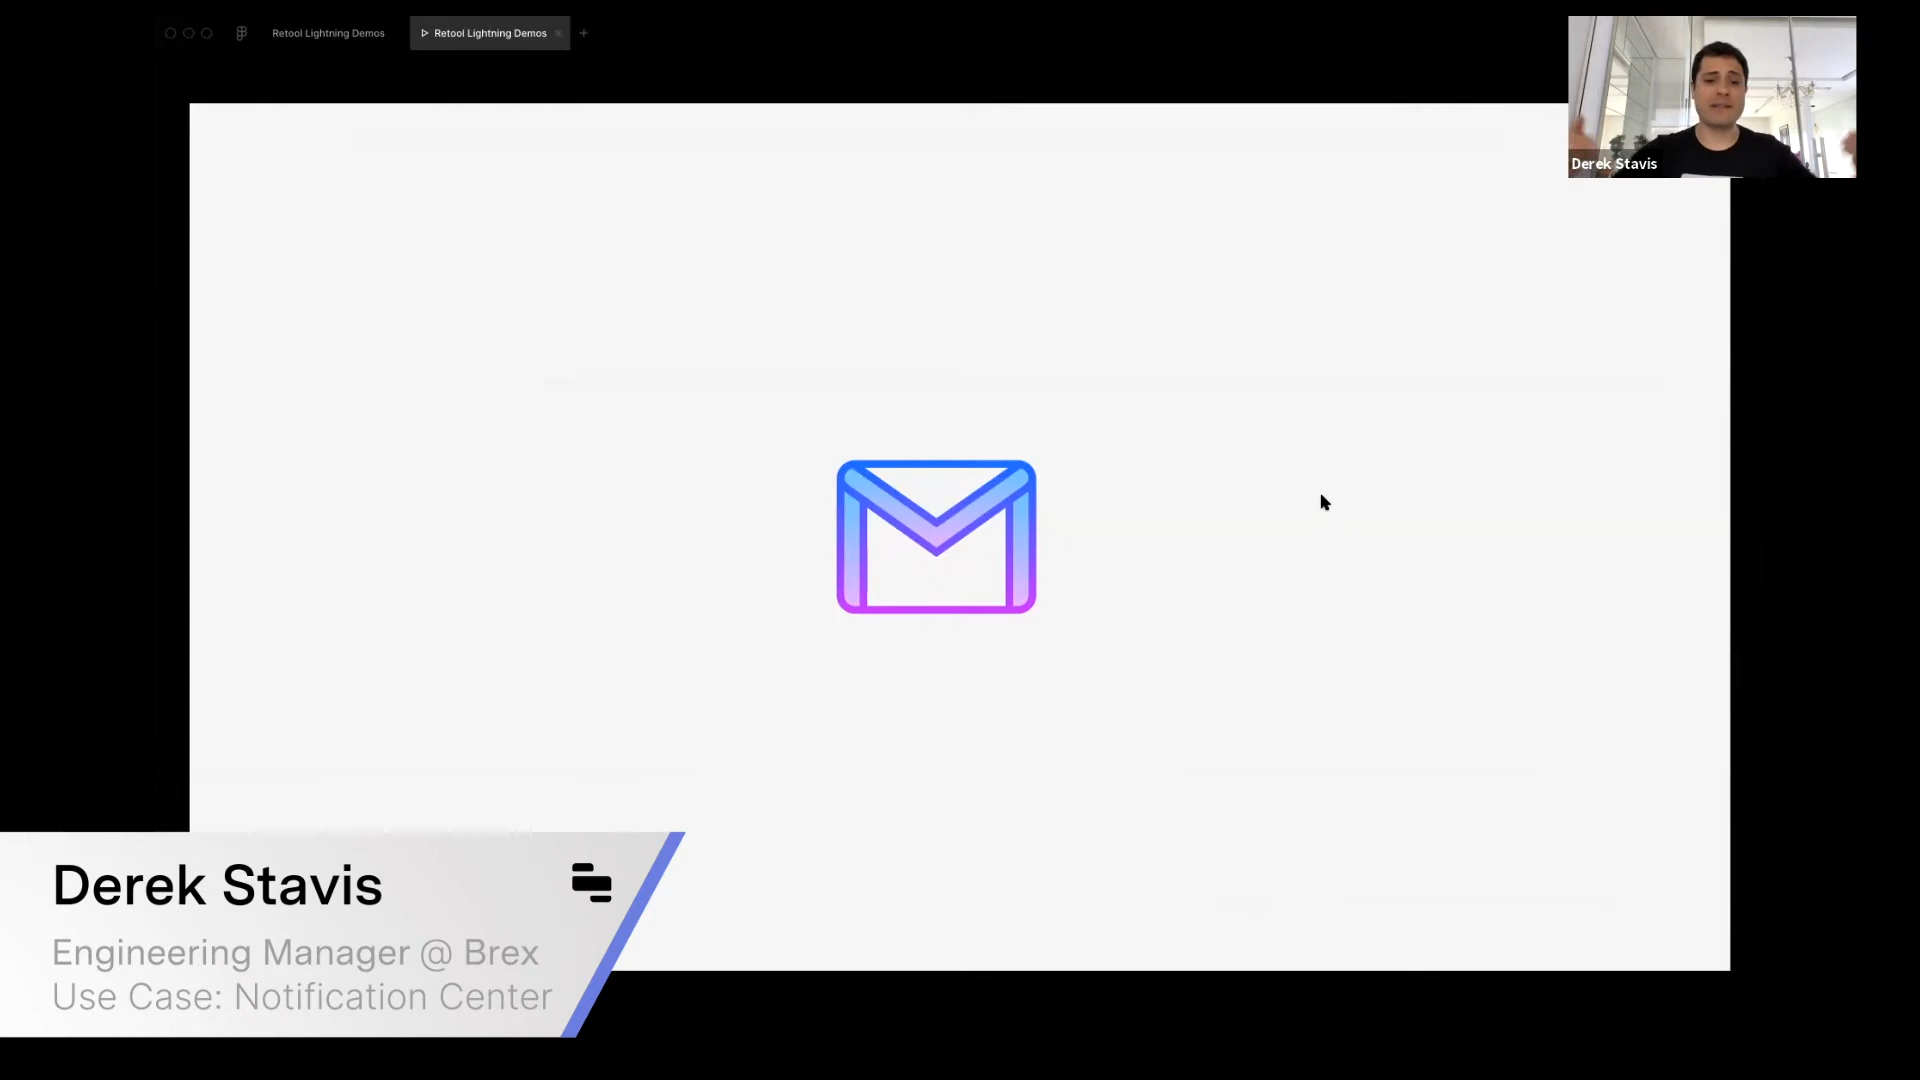 Retool Lightning Demos
Retool Lightning Demos
Derek Stavis
Derek Stavis
Engineering Manager @ Brex
Use Case: Notification Center